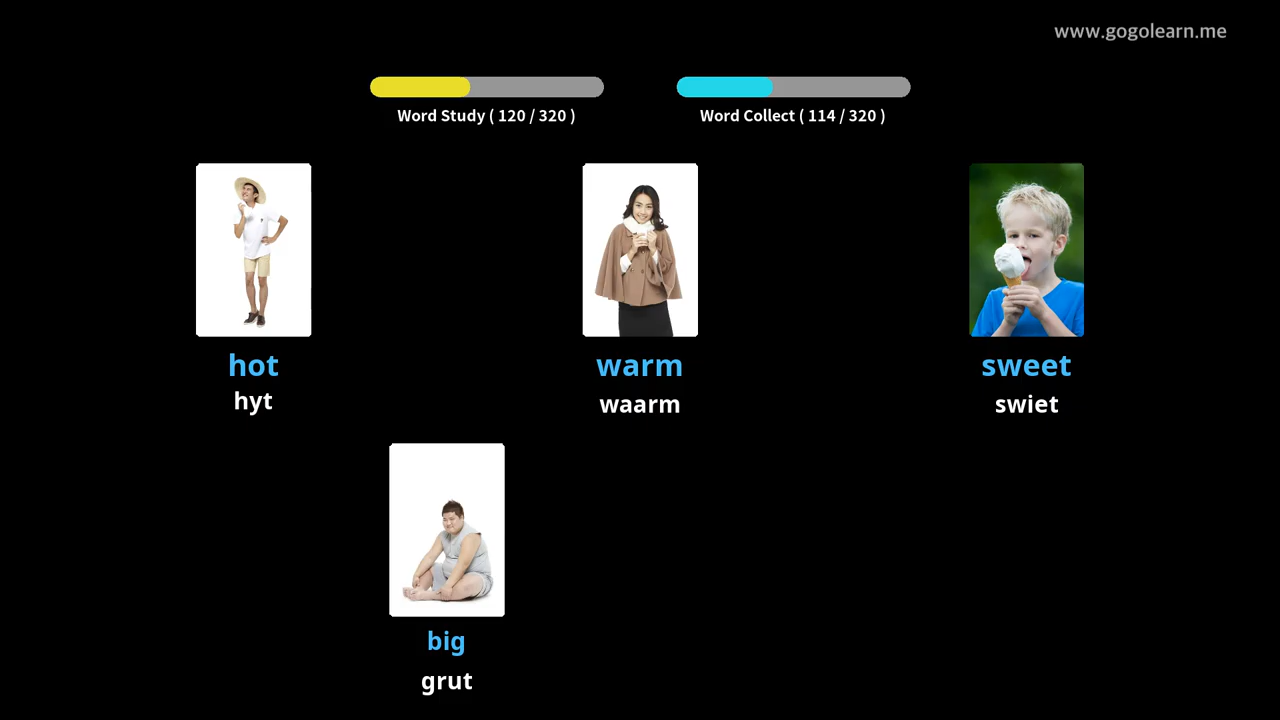 www.gogolearn.me
Word Study ( 120 / 320 )
Word Collect ( 114 / 320 )
hot
warm
sweet
hyt
waarm
swiet
big
grut